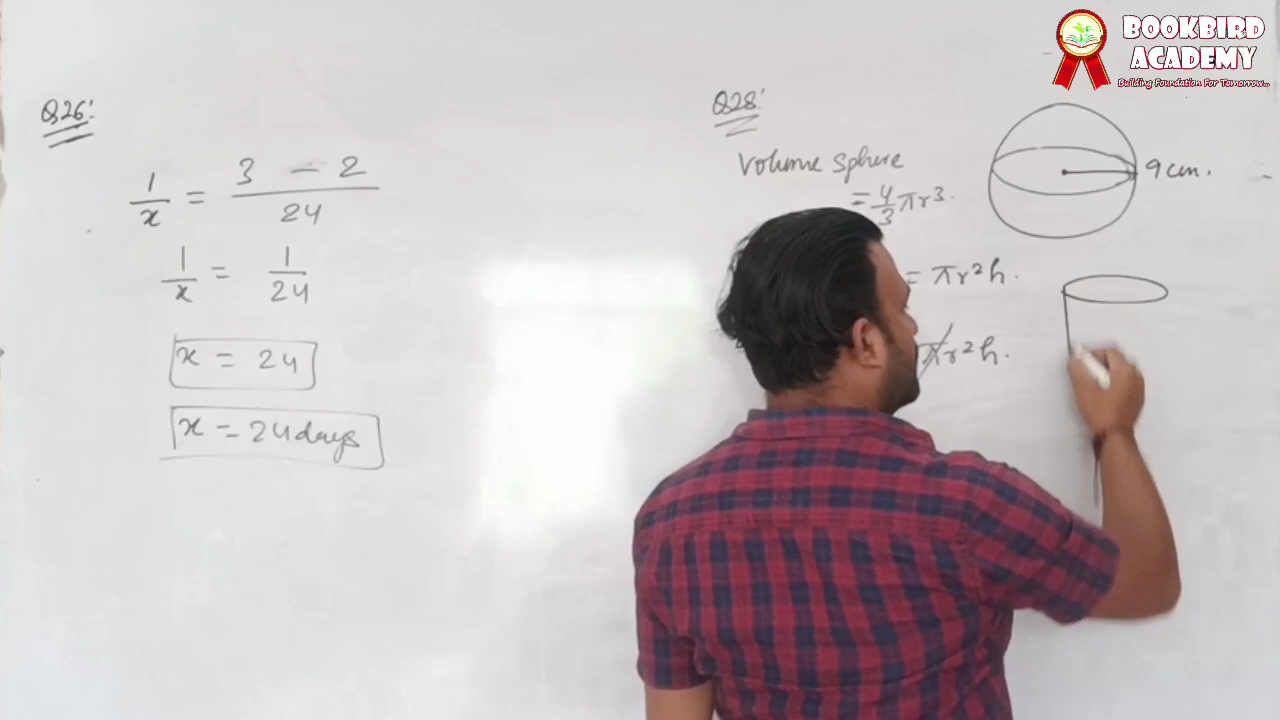 BOOKBIRD
ACADEMY
Building Foundation For Tomorrow...
Q26:
1/x = 3 - 2/24
1/x = 1/24
x = 24
x = 24 days
Q28:
Volume sphere
= 4/3 πr³.
9 cm.
= πr²h.
πr²h.